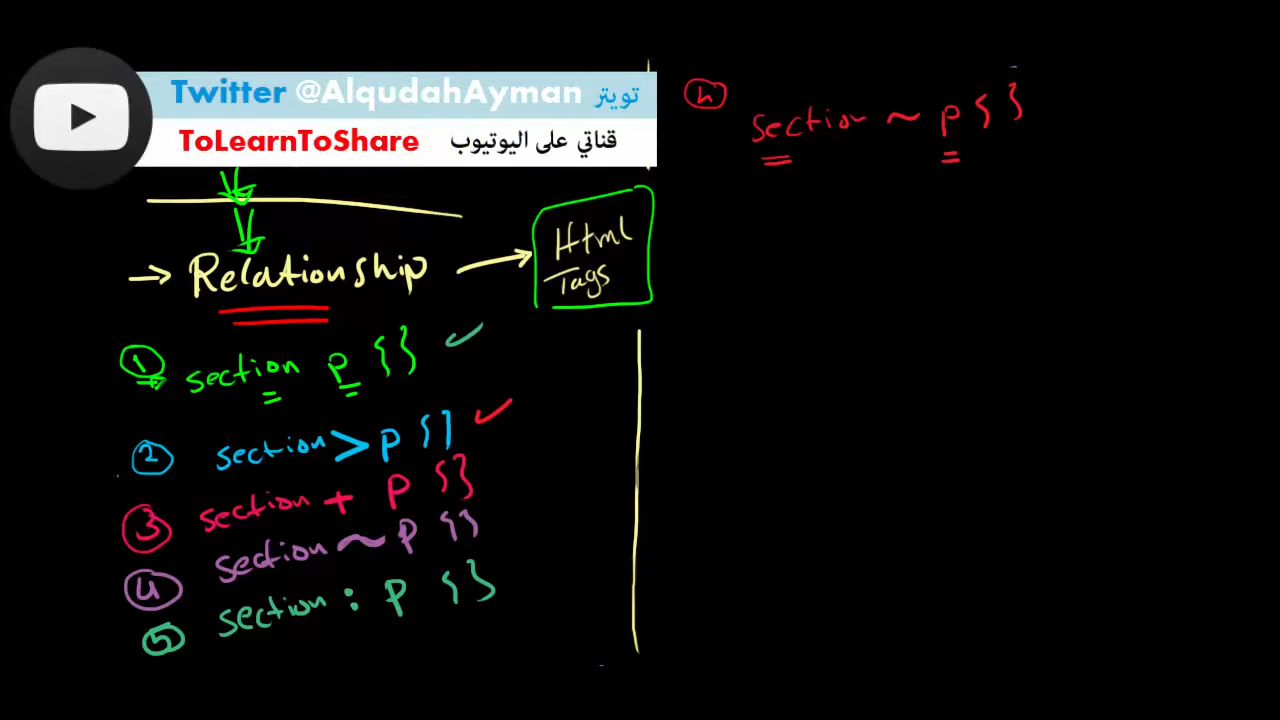 Twitter @AlqudahAyman تويتر
ToLearnToShare قناتي على اليوتيوب
→ Relationship → Html Tags
① section p {}
② section > p {}
③ section + p {}
④ section ~ p {}
⑤ section : p {}
④ section ~ p {}